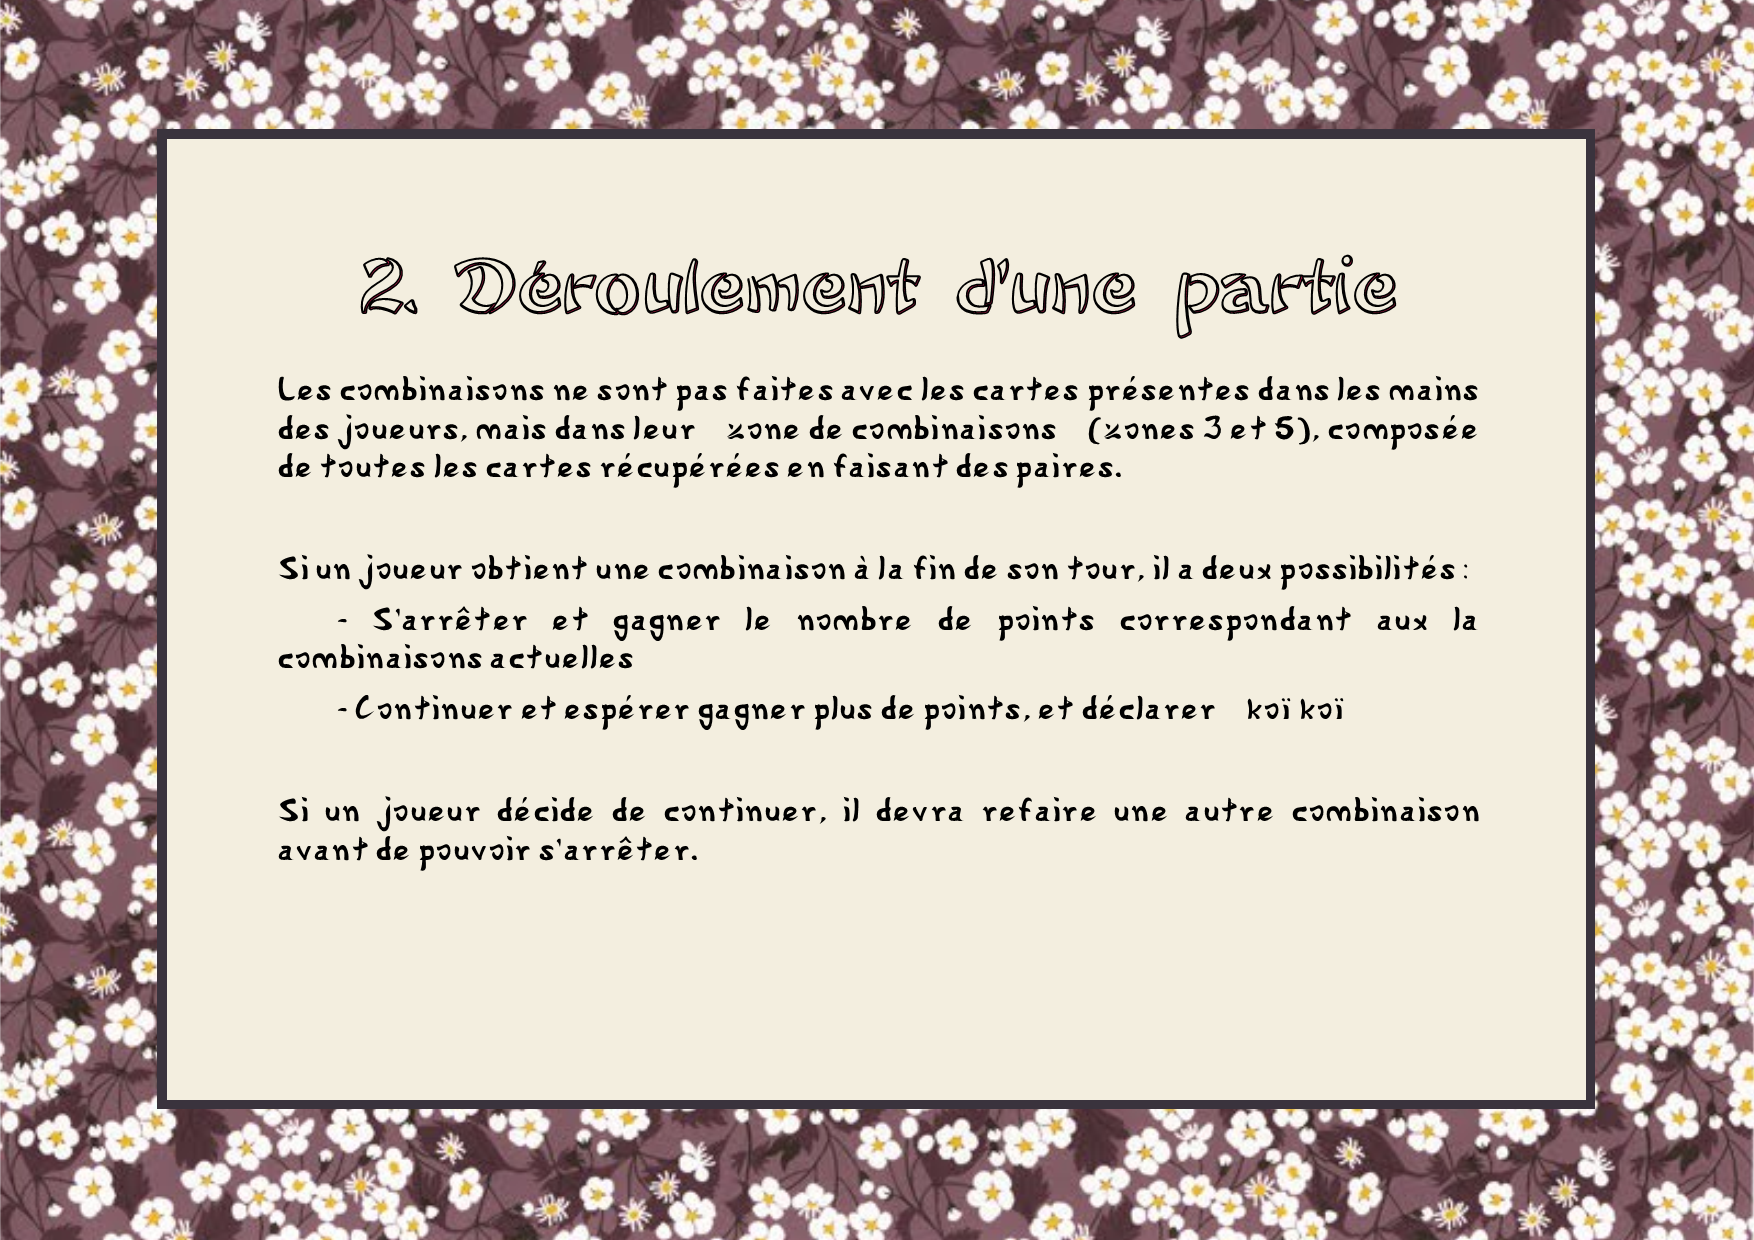 2. Déroulement d'une partie
Les combinaisons ne sont pas faites avec les cartes présentes dans les mains
des joueurs, mais dans leur zone de combinaisons (zones 3 et 5), composée
de toutes les cartes récupérées en faisant des paires.
Si un joueur obtient une combinaison à la fin de son tour, il a deux possibilités :
- S'arrêter et gagner le nombre de points correspondant aux la
combinaisons actuelles
- Continuer et espérer gagner plus de points, et déclarer koï koï
Si un joueur décide de continuer, il devra refaire une autre combinaison
avant de pouvoir s'arrêter.